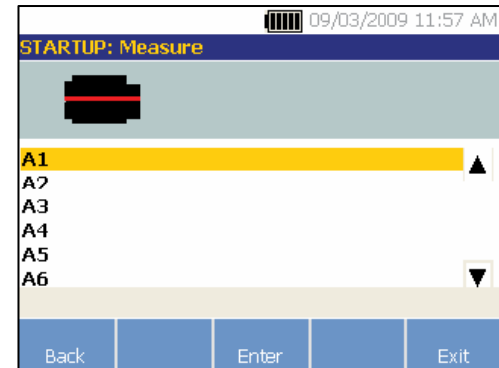 09/03/2009 11:57 AM
STARTUP: Measure
A1
A2
A3
A4
A5
A6
Back Enter Exit